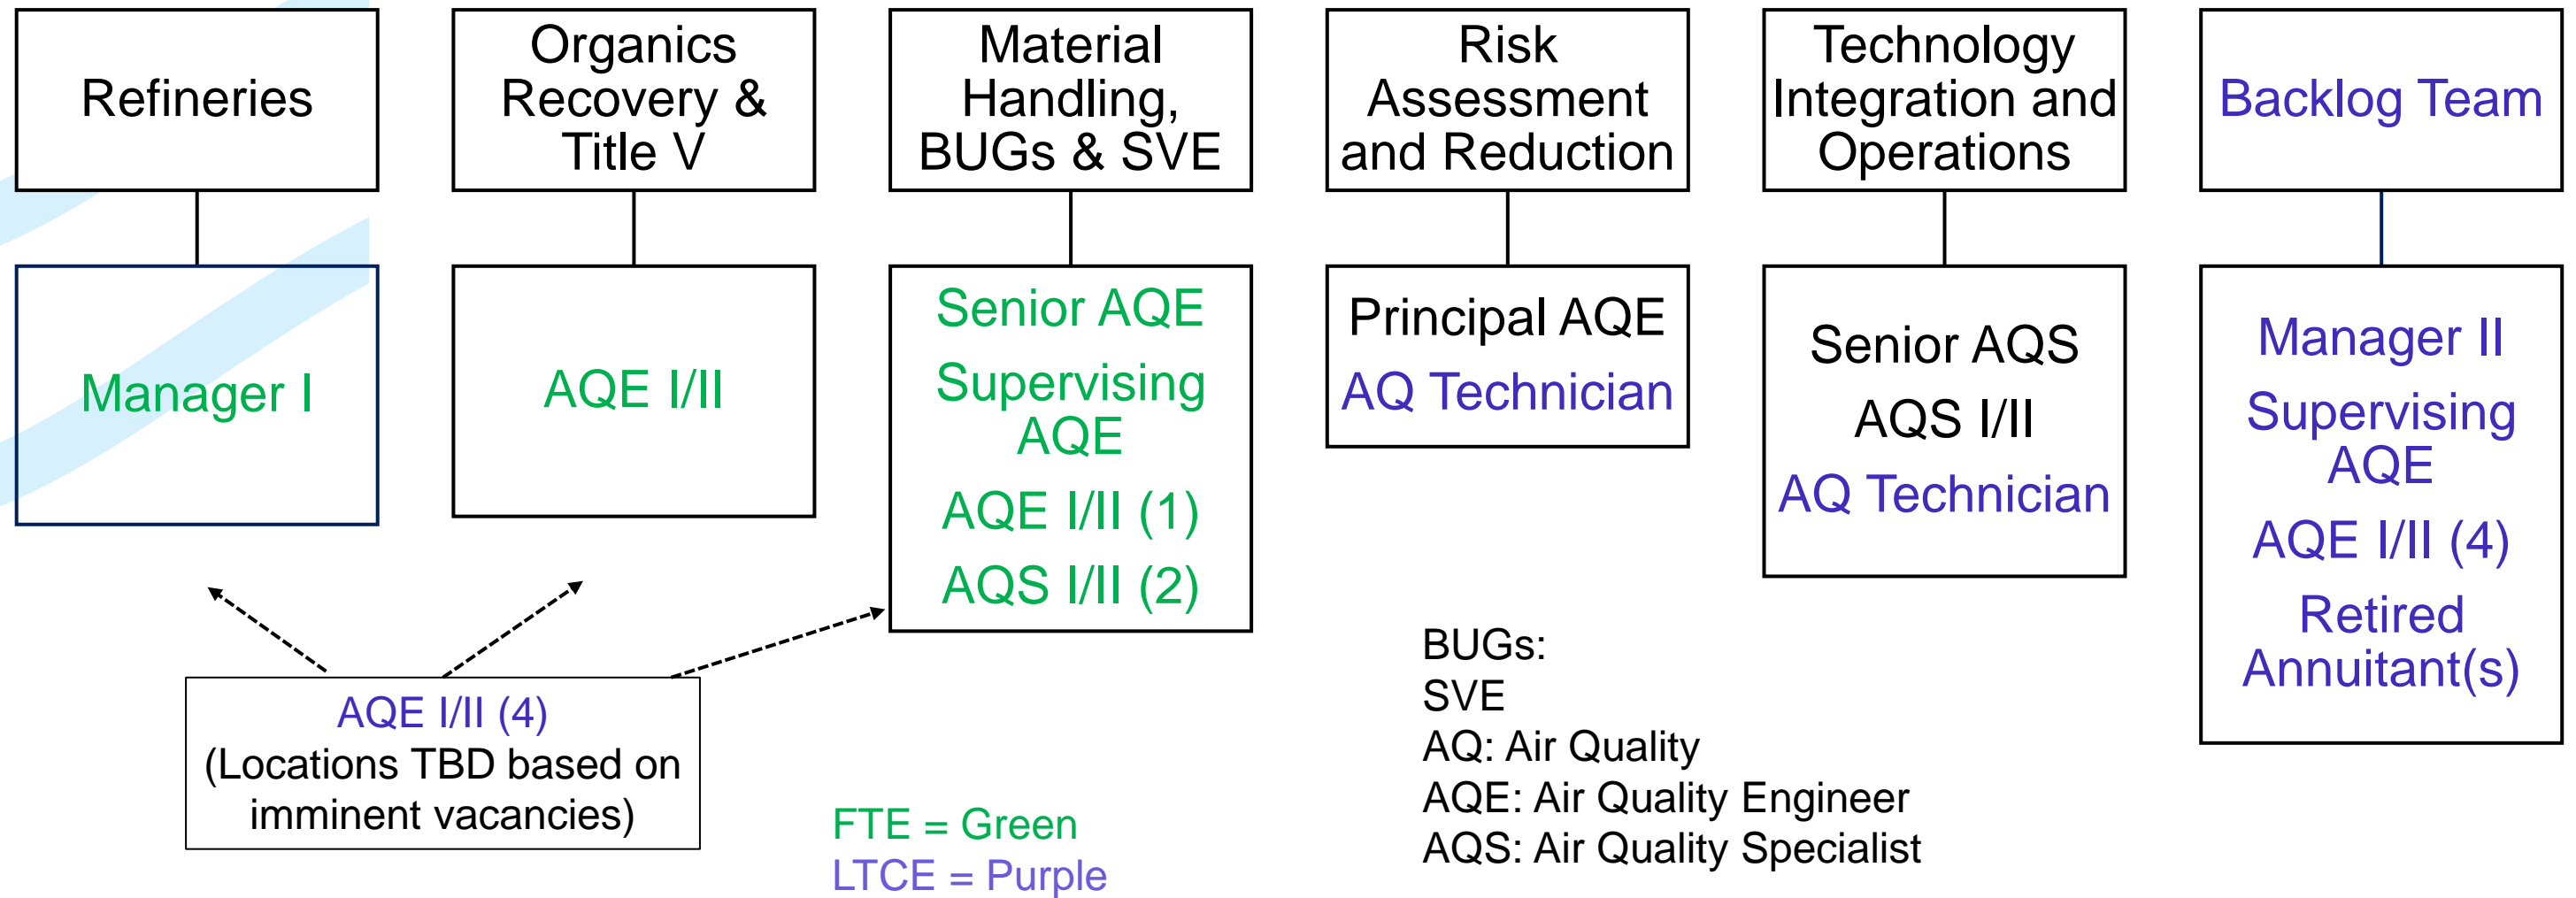 Refineries
Organics
Recovery &
Title V
Material
Handling,
BUGs & SVE
Risk
Assessment
and Reduction
Technology
Integration and
Operations
Backlog Team
Manager I
AQE I/II
Senior AQE
Supervising
AQE
AQE I/II (1)
AQS I/II (2)
Principal AQE
AQ Technician
Senior AQS
AQS I/II
AQ Technician
Manager II
Supervising
AQE
AQE I/II (4)
Retired
Annuitant(s)
AQE I/II (4)
(Locations TBD based on
imminent vacancies)
FTE = Green
LTCE = Purple
BUGs:
SVE
AQ: Air Quality
AQE: Air Quality Engineer
AQS: Air Quality Specialist